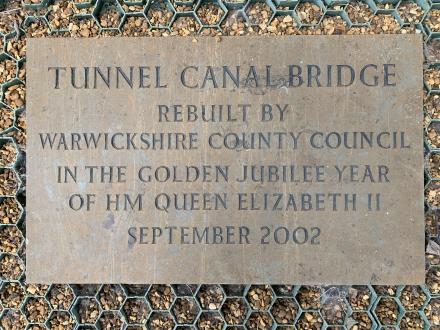 TUNNEL CANAL BRIDGE
REBUILT BY
WARWICKSHIRE COUNTY COUNCIL
IN THE GOLDEN JUBILEE YEAR
OF HM QUEEN ELIZABETH II
SEPTEMBER 2002